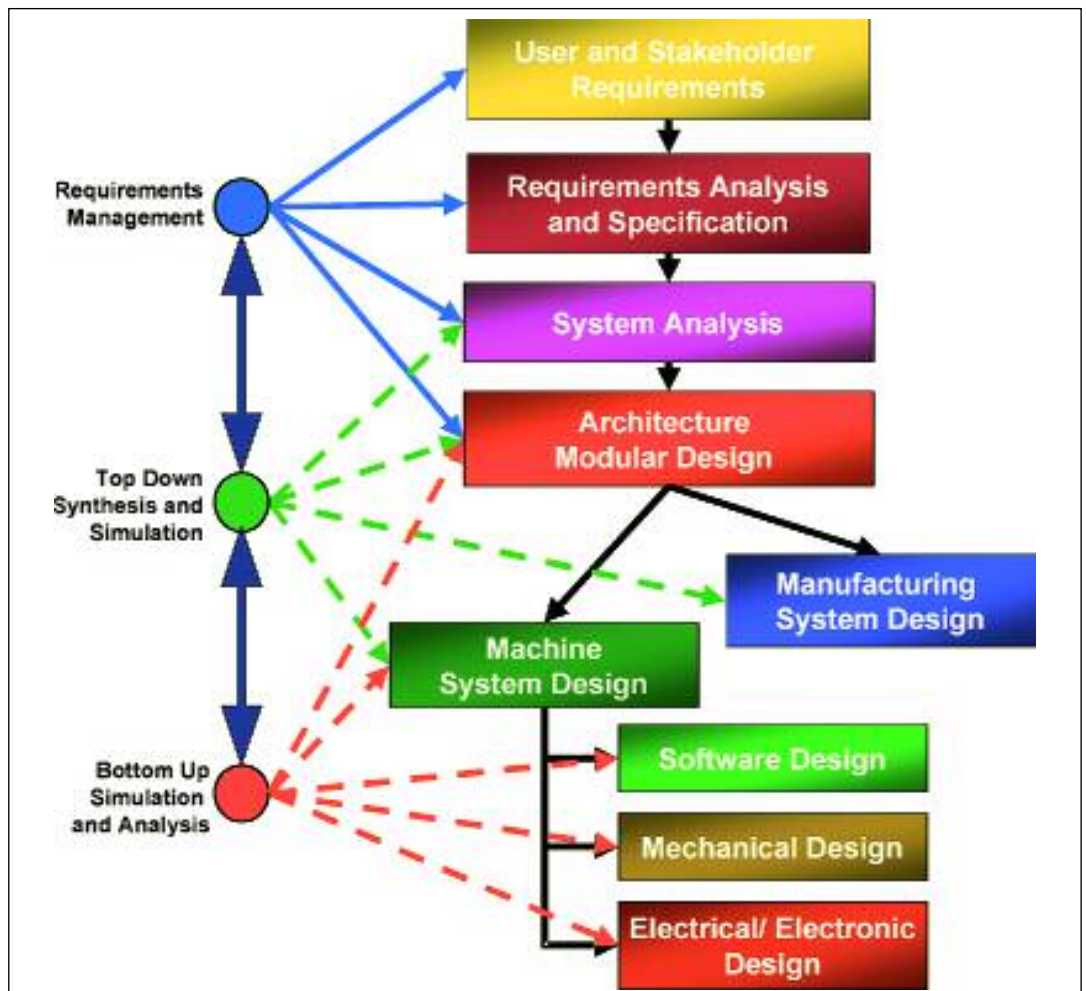 User and Stakeholder
Requirements
Requirements
Management
Requirements Analysis
and Specification
System Analysis
Architecture
Modular Design
Top Down
Synthesis and
Simulation
Manufacturing
System Design
Machine
System Design
Bottom Up
Simulation
and Analysis
Software Design
Mechanical Design
Electrical/ Electronic
Design